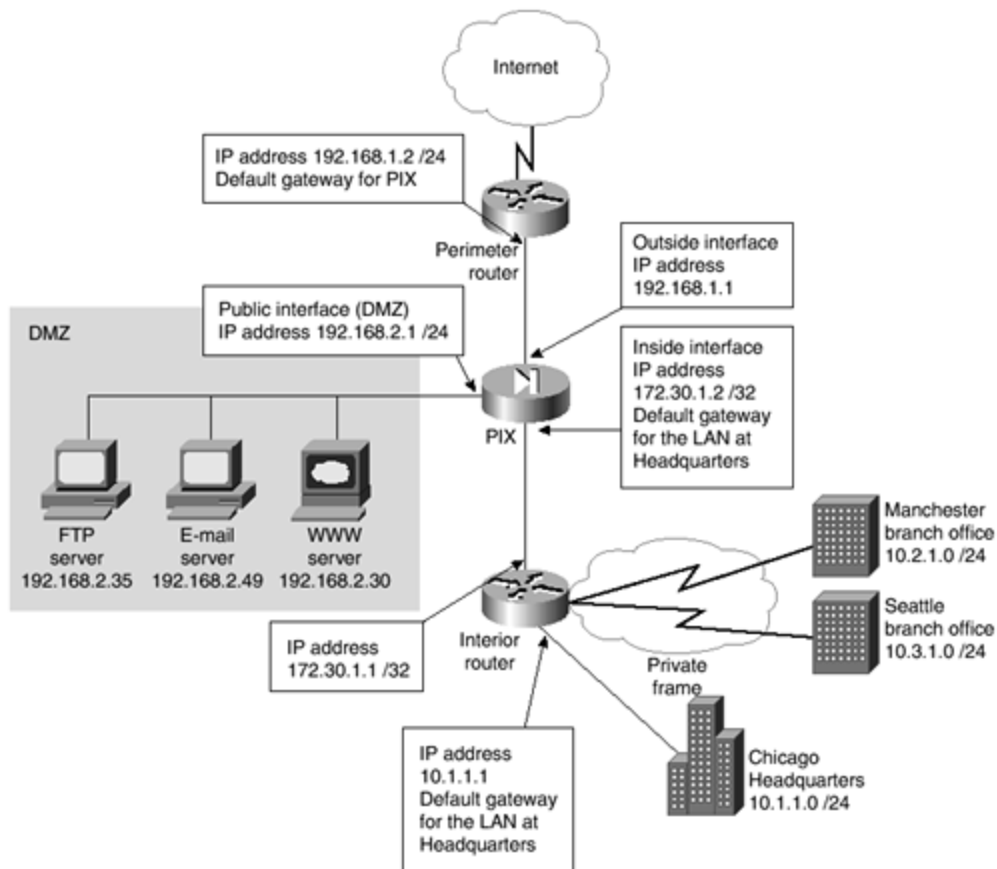 Internet
IP address 192.168.1.2 /24
Default gateway for PIX
Perimeter
router
Outside interface
IP address
192.168.1.1
Public interface (DMZ)
IP address 192.168.2.1 /24
DMZ
Inside interface
IP address
172.30.1.2 /32
Default gateway
for the LAN at
Headquarters
PIX
FTP
server
192.168.2.35
E-mail
server
192.168.2.49
WWW
server
192.168.2.30
Manchester
branch office
10.2.1.0 /24
Seattle
branch office
10.3.1.0 /24
IP address
172.30.1.1 /32
Interior
router
Private
frame
IP address
10.1.1.1
Default gateway
for the LAN at
Headquarters
Chicago
Headquarters
10.1.1.0 /24